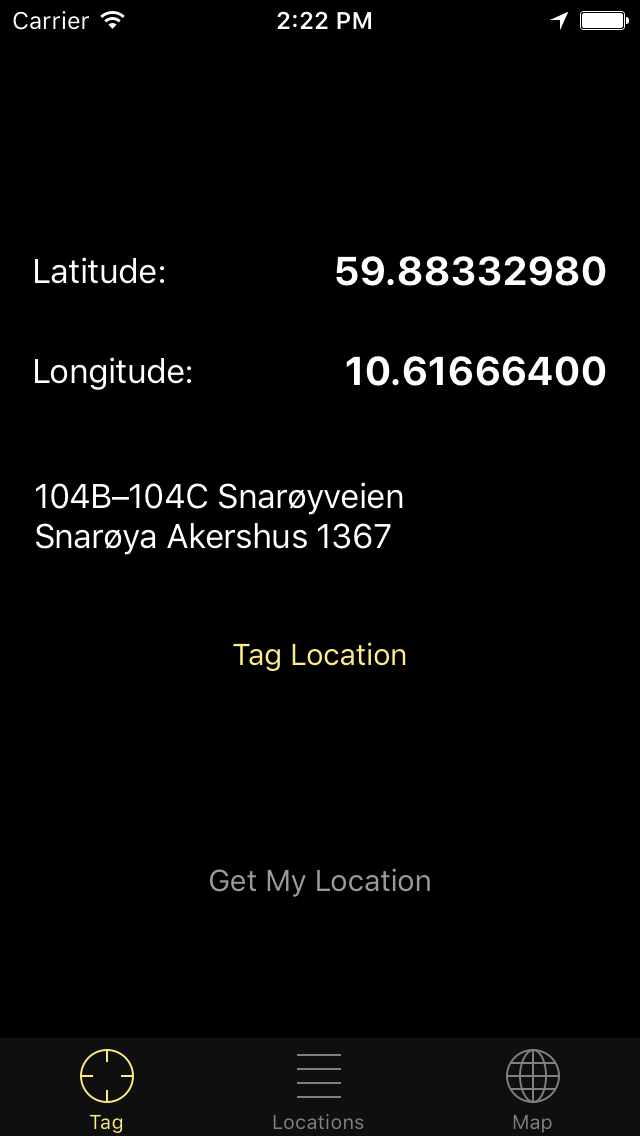 Carrier 2:22 PM
Latitude: 59.88332980
Longitude: 10.61666400
104B–104C Snarøyveien
Snarøya Akershus 1367
Tag Location
Get My Location
Tag Locations Map